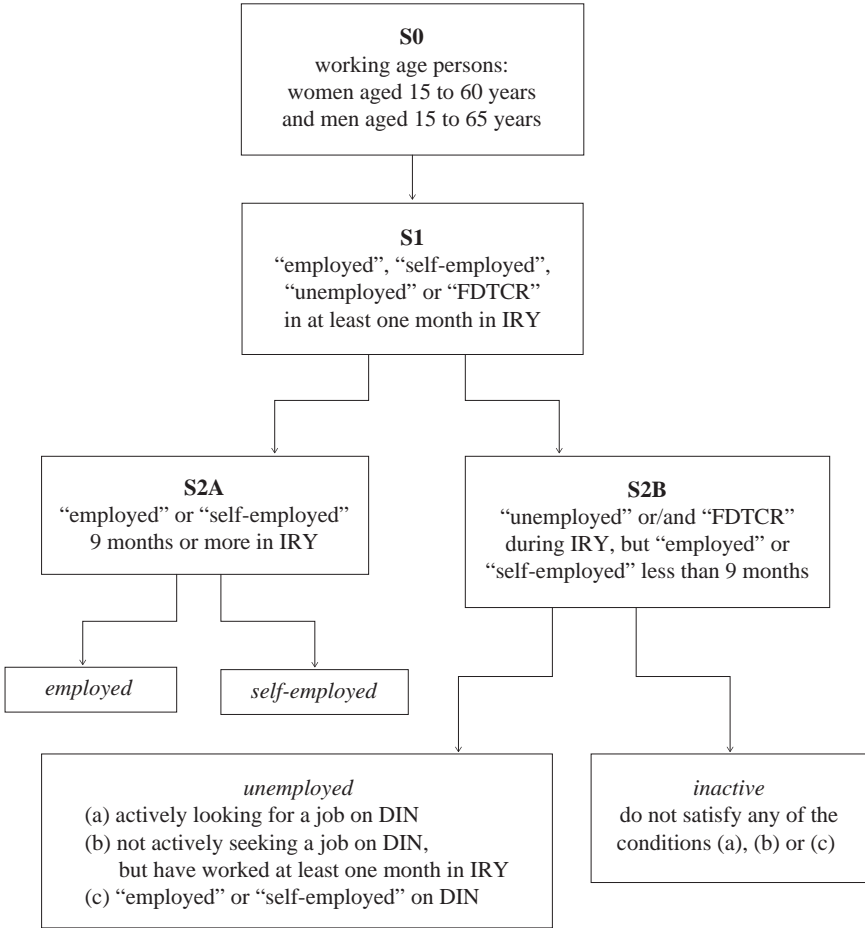 S0
working age persons:
women aged 15 to 60 years
and men aged 15 to 65 years
S1
“employed”, “self-employed”,
“unemployed” or “FDTCR”
in at least one month in IRY
S2A
“employed” or “self-employed”
9 months or more in IRY
S2B
“unemployed” or/and “FDTCR”
during IRY, but “employed” or
“self-employed” less than 9 months
employed
self-employed
unemployed
(a) actively looking for a job on DIN
(b) not actively seeking a job on DIN,
but have worked at least one month in IRY
(c) “employed” or “self-employed” on DIN
inactive
do not satisfy any of the
conditions (a), (b) or (c)